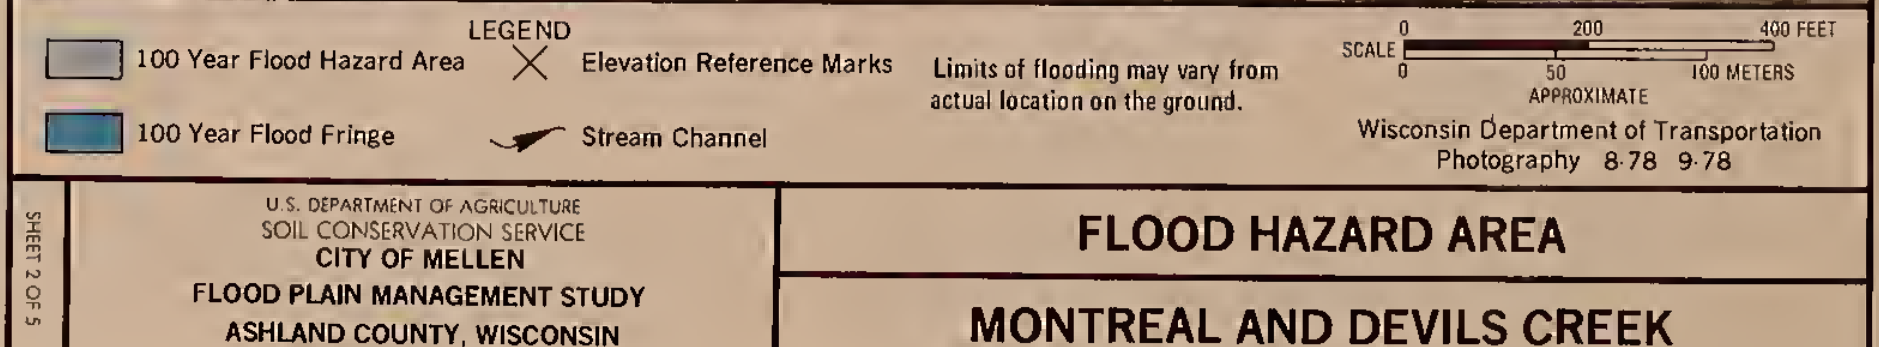 LEGEND
100 Year Flood Hazard Area
Elevation Reference Marks
100 Year Flood Fringe
Stream Channel
Limits of flooding may vary from
actual location on the ground.
0 200 400 FEET
SCALE
0 50 100 METERS
APPROXIMATE
Wisconsin Department of Transportation
Photography 8-78 9-78
SHEET 2 OF 5
U.S. DEPARTMENT OF AGRICULTURE
SOIL CONSERVATION SERVICE
CITY OF MELLEN
FLOOD PLAIN MANAGEMENT STUDY
ASHLAND COUNTY, WISCONSIN
FLOOD HAZARD AREA
MONTREAL AND DEVILS CREEK